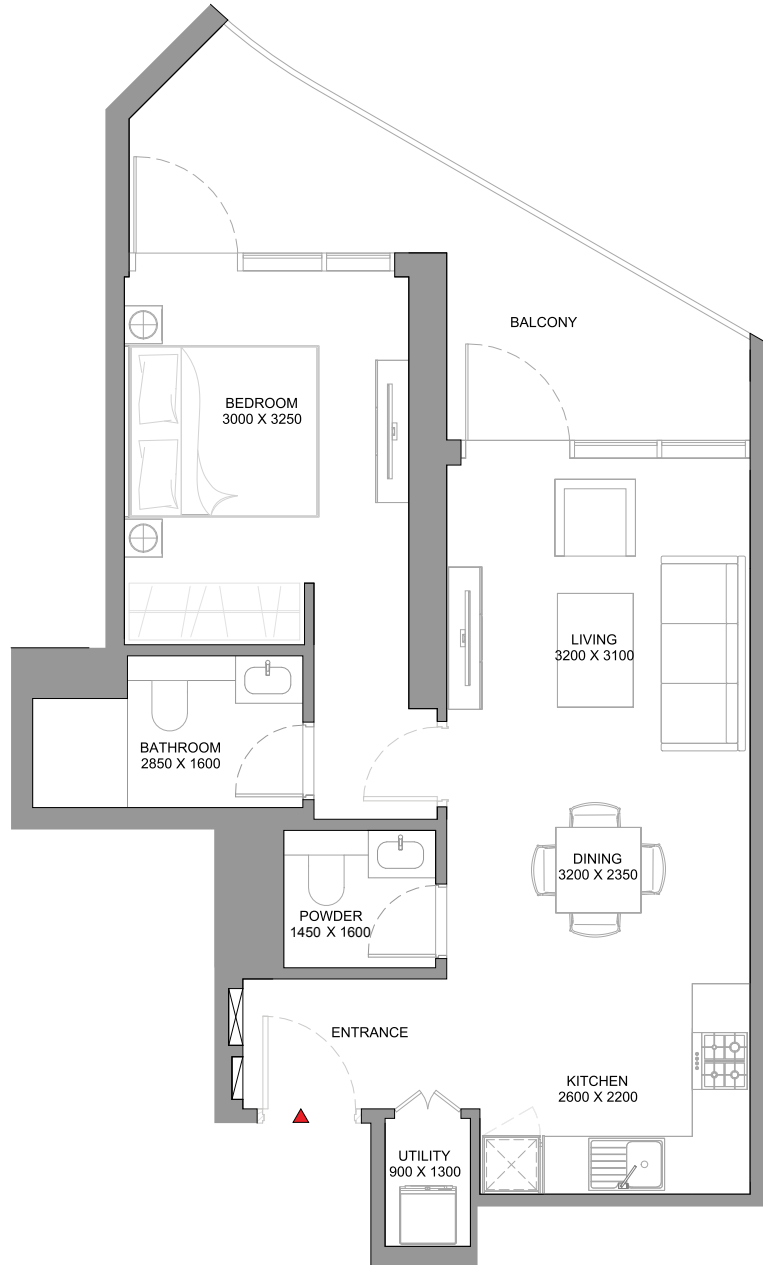 BALCONY
BEDROOM
3000 X 3250
LIVING
3200 X 3100
BATHROOM
2850 X 1600
DINING
3200 X 2350
POWDER
1450 X 1600
ENTRANCE
KITCHEN
2600 X 2200
UTILITY
900 X 1300